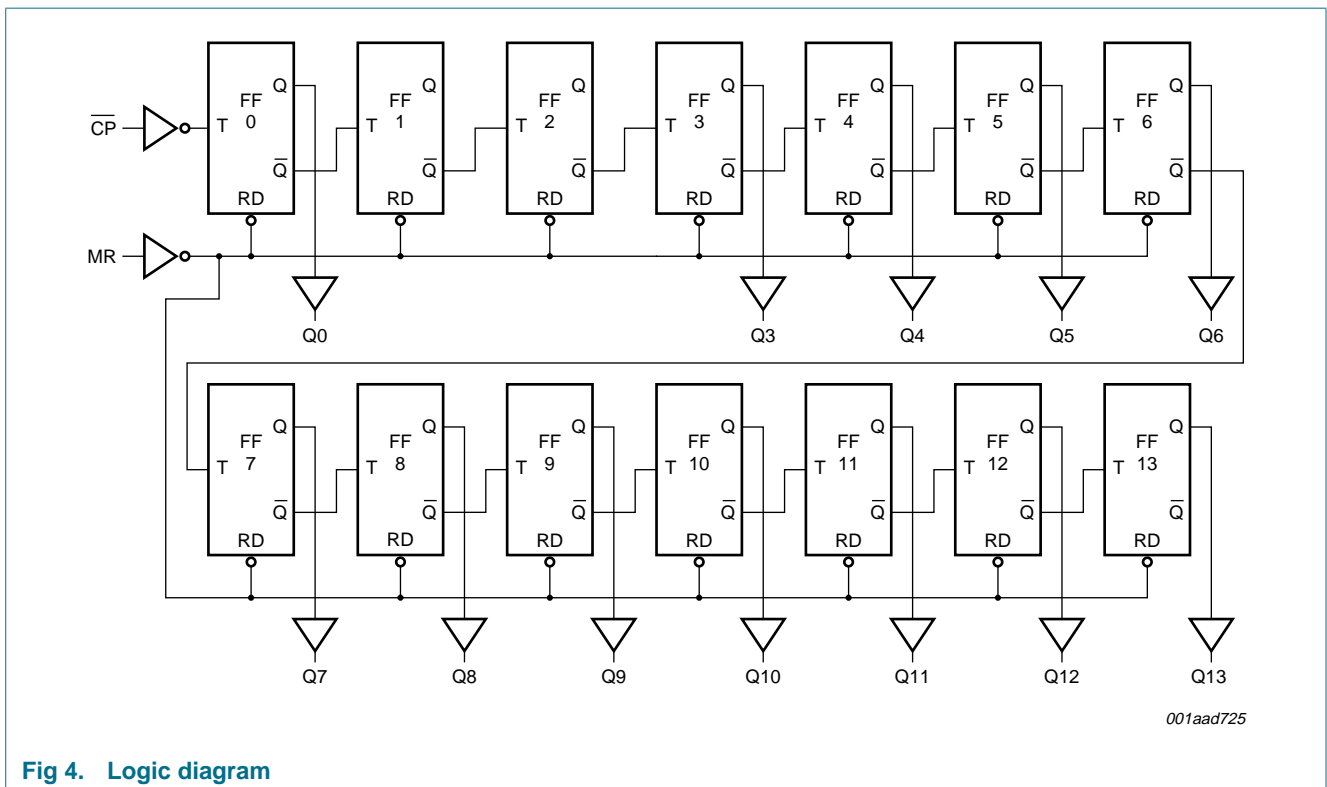 Q Q Q Q Q Q Q
FF FF FF FF FF FF FF
C̅P̅ T 0 T 1 T 2 T 3 T 4 T 5 T 6
Q̅ Q̅ Q̅ Q̅ Q̅ Q̅ Q̅
RD RD RD RD RD RD RD
MR
Q0 Q3 Q4 Q5 Q6
Q Q Q Q Q Q Q
FF FF FF FF FF FF FF
T 7 T 8 T 9 T 10 T 11 T 12 T 13
Q̅ Q̅ Q̅ Q̅ Q̅ Q̅
RD RD RD RD RD RD RD
Q7 Q8 Q9 Q10 Q11 Q12 Q13
001aad725
Fig 4. Logic diagram